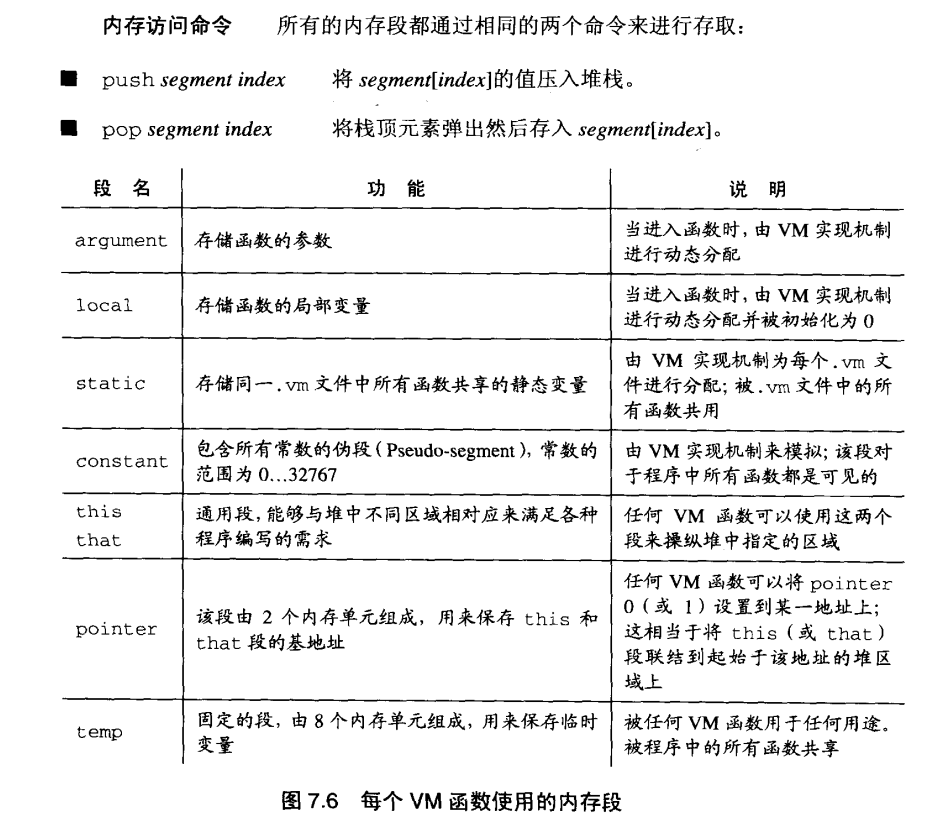 内存访问命令 所有的内存段都通过相同的两个命令来进行存取：
■ push segment index 将 segment[index]的值压入堆栈。
■ pop segment index 将栈顶元素弹出然后存入 segment[index]。
段 名 功 能 说 明
argument 存储函数的参数 当进入函数时，由 VM 实现机制
进行动态分配
local 存储函数的局部变量 当进入函数时，由 VM 实现机制
进行动态分配并被初始化为 0
static 存储同一.vm 文件中所有函数共享的静态变量 由 VM 实现机制为每个.vm 文
件进行分配；被.vm文件中的所
有函数共用
constant 包含所有常数的伪段（Pseudo-segment），常数的
范围为 0…32767
由 VM 实现机制来模拟；该段对
于程序中所有函数都是可见的
this
that
通用段，能够与堆中不同区域相对应来满足各种
程序编写的需求
任何 VM 函数可以使用这两个
段来操纵堆中指定的区域
pointer 该段由 2 个内存单元组成，用来保存 this 和
that 段的基地址
任何 VM 函数可以将 pointer
0（或 1）设置到某一地址上；
这相当于将 this（或 that）
段联结到起始于该地址的堆区
域上
temp 固定的段，由 8 个内存单元组成，用来保存临时
变量
被任何 VM 函数用于任何用途。
被程序中的所有函数共享
图 7.6 每个 VM 函数使用的内存段